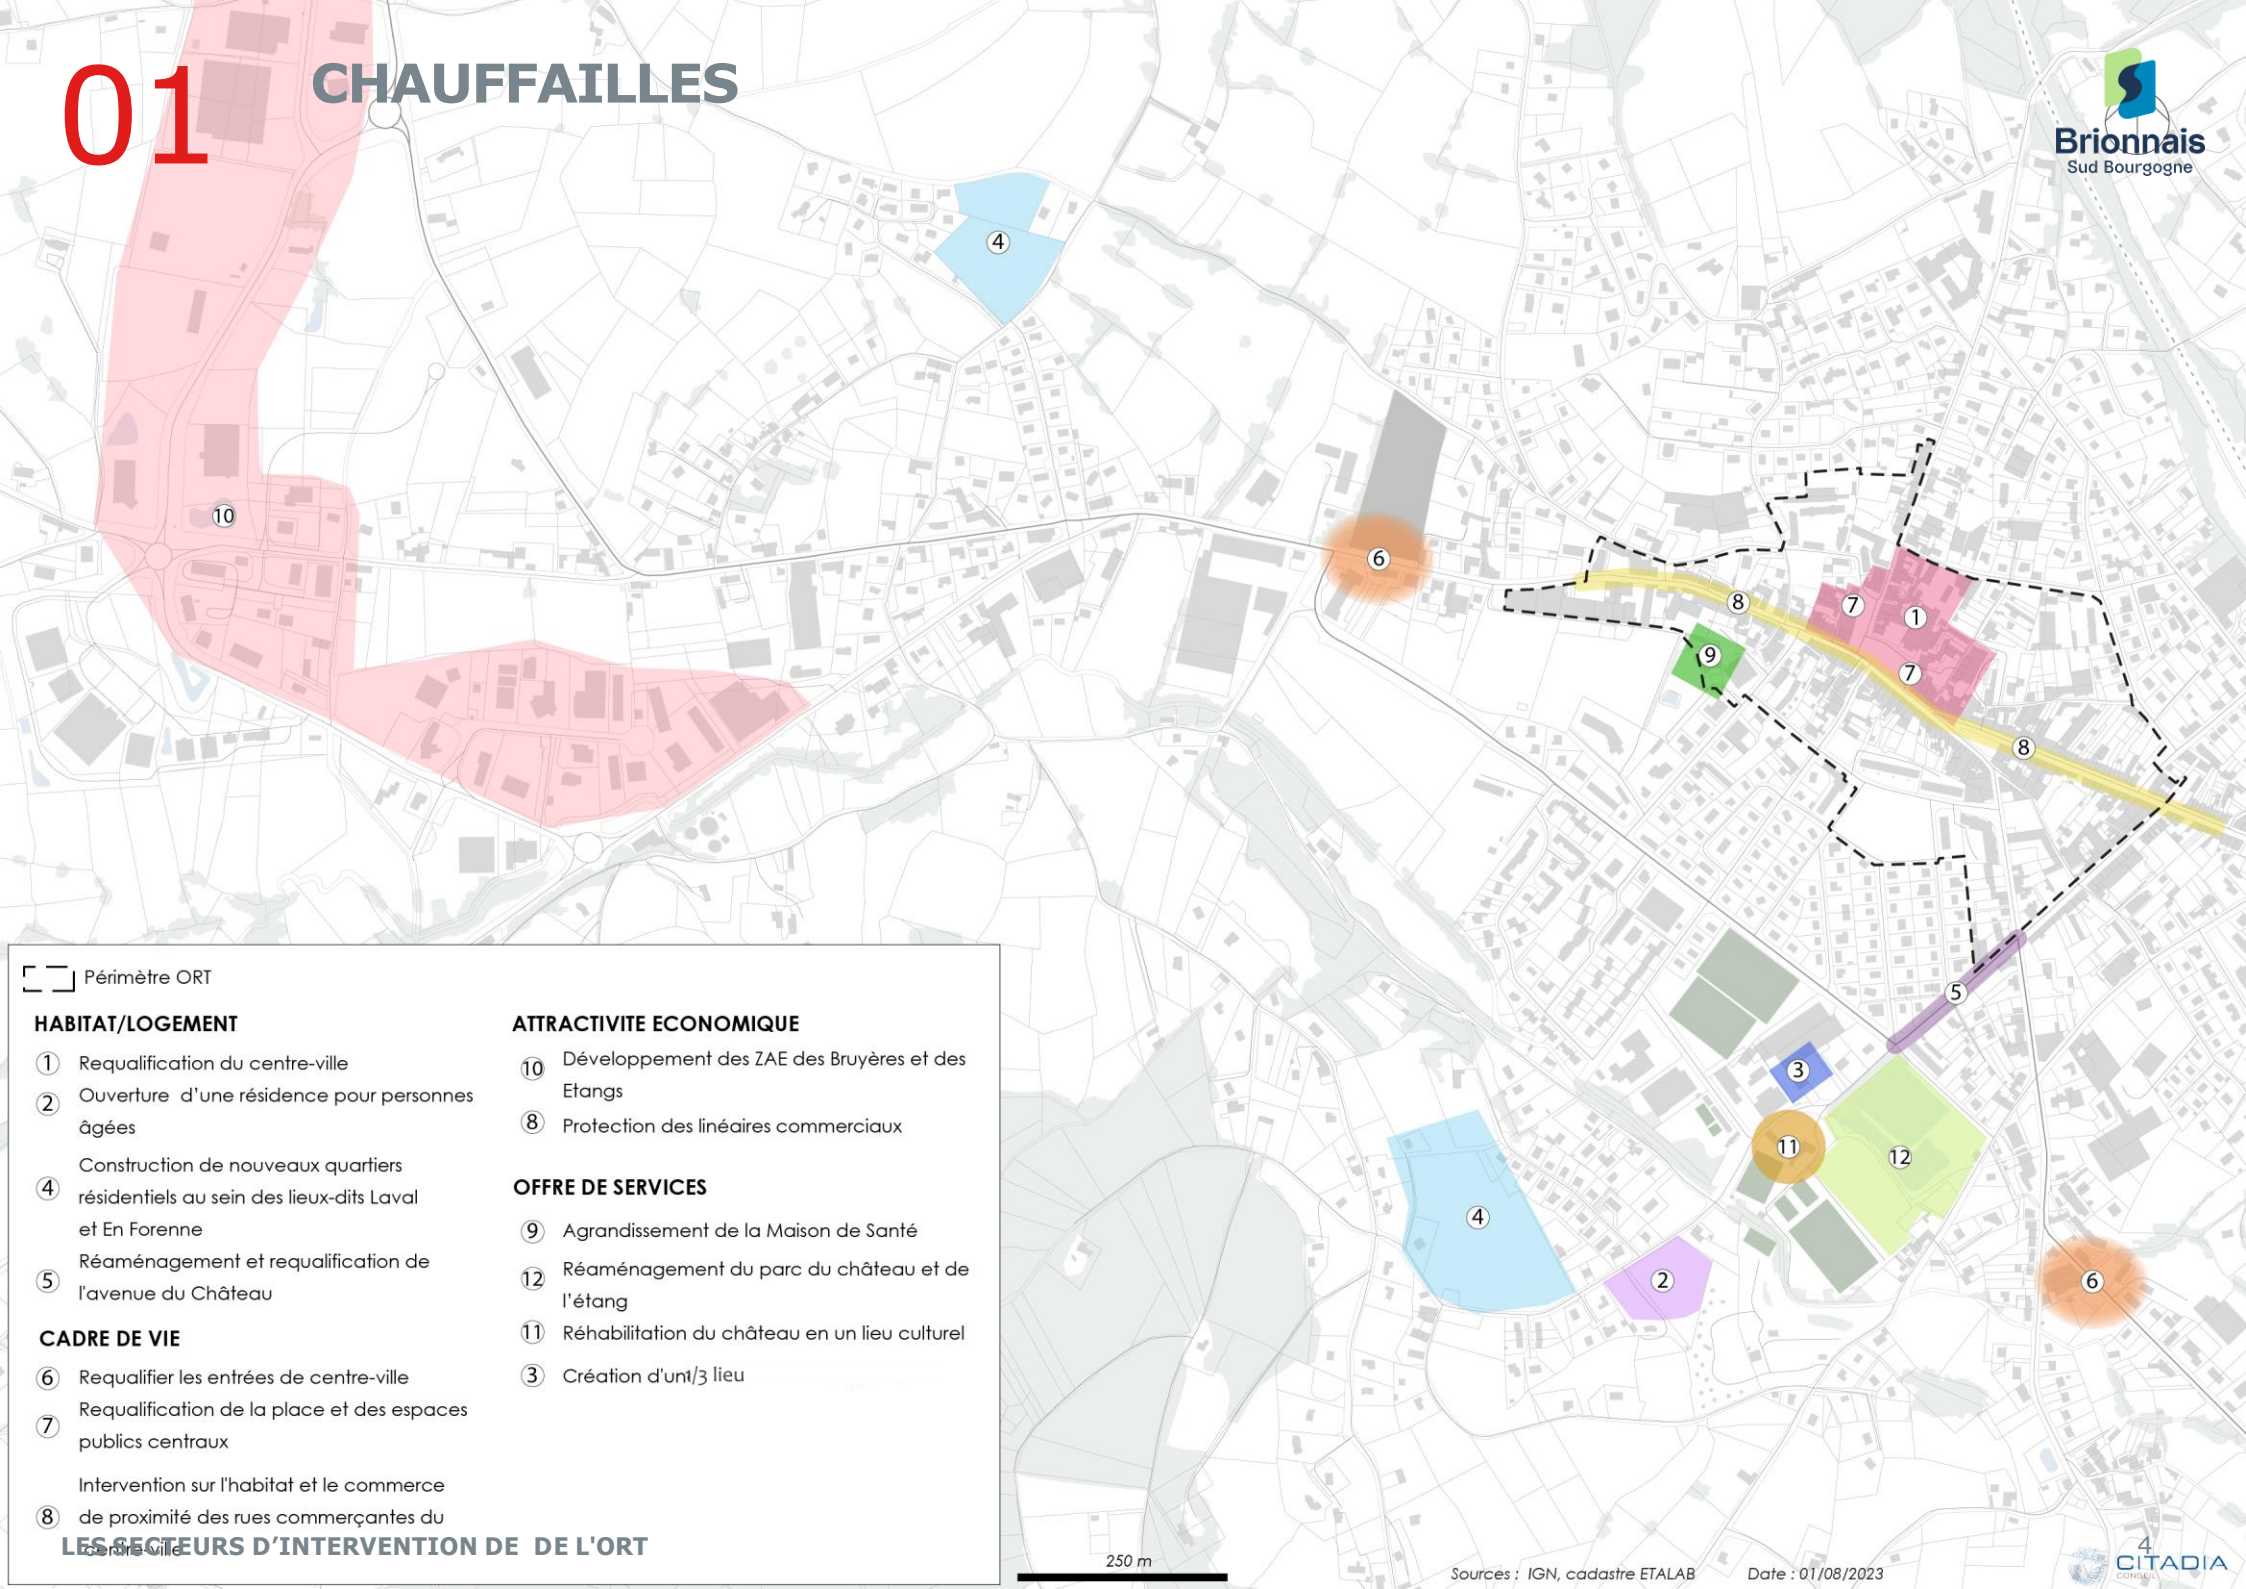 01
CHAUFFAILLES
Brionnais
Sud Bourgogne
4
10
6
8
7
1
9
7
8
5
3
11
12
4
2
6
Périmètre ORT
HABITAT/LOGEMENT
1 Requalification du centre-ville
2 Ouverture d'une résidence pour personnes
âgées
4 Construction de nouveaux quartiers
résidentiels au sein des lieux-dits Laval
et En Forenne
5 Réaménagement et requalification de
l'avenue du Château
CADRE DE VIE
6 Requalifier les entrées de centre-ville
7 Requalification de la place et des espaces
publics centraux
8 Intervention sur l'habitat et le commerce
de proximité des rues commerçantes du
centre-ville
ATTRACTIVITE ECONOMIQUE
10 Développement des ZAE des Bruyères et des
Etangs
8 Protection des linéaires commerciaux
OFFRE DE SERVICES
9 Agrandissement de la Maison de Santé
12 Réaménagement du parc du château et de
l'étang
11 Réhabilitation du château en un lieu culturel
3 Création d'un 1/3 lieu
LES SECTEURS D'INTERVENTION DE DE L'ORT
250 m
Sources : IGN, cadastre ETALAB
Date : 01/08/2023
4
CITADIA
CONSEIL